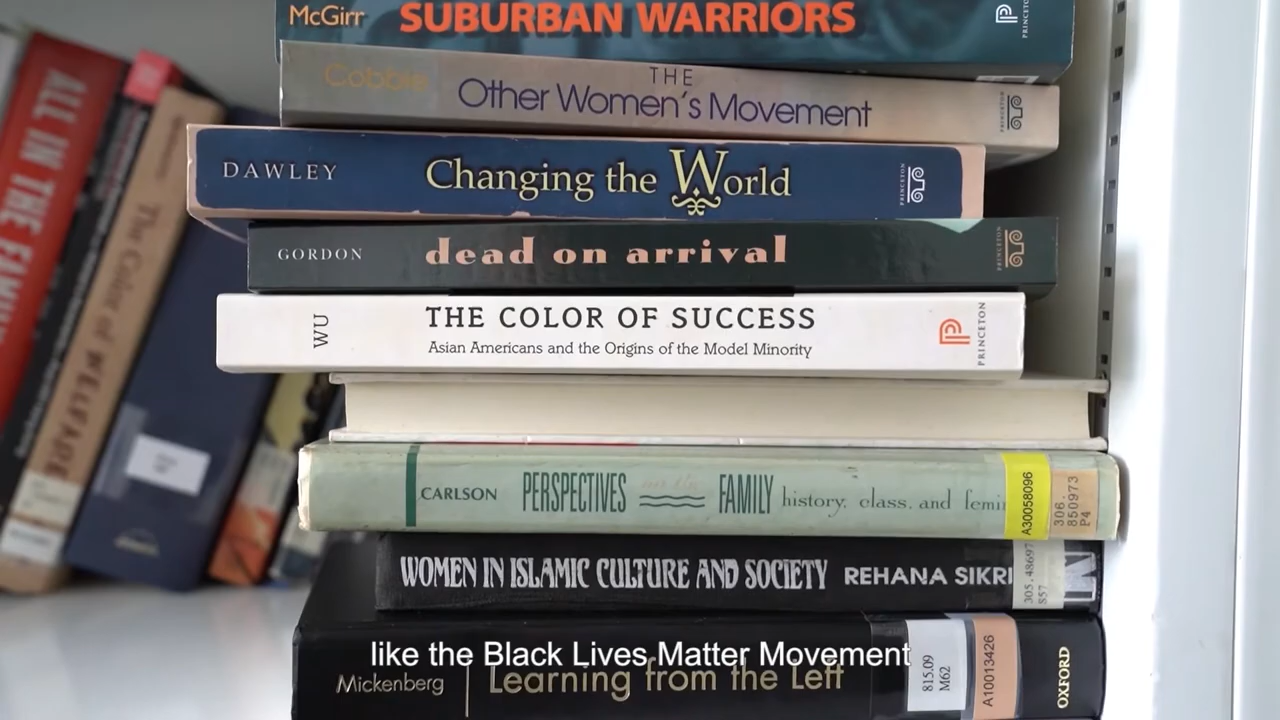 McGirr SUBURBAN WARRIORS PRINCETON
Cobble THE Other Women's Movement PRINCETON
DAWLEY Changing the World PRINCETON
GORDON dead on arrival PRINCETON
WU THE COLOR OF SUCCESS PRINCETON
Asian Americans and the Origins of the Model Minority
CARLSON PERSPECTIVES on the FAMILY history, class, and femi
A30058096
306.
850973
P4
WOMEN IN ISLAMIC CULTURE AND SOCIETY REHANA SIKRI
305.48697
S57
like the Black Lives Matter Movement
Mickenberg Learning from the Left
815.09
M62
A10013426
OXFORD
ALL IN THE FAMILY
The Color of WELFARE